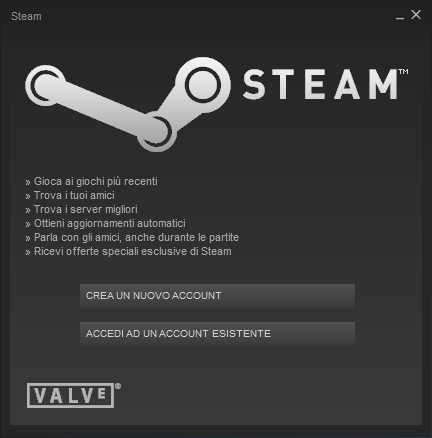 Steam
STEAM™
» Gioca ai giochi più recenti
» Trova i tuoi amici
» Trova i server migliori
» Ottieni aggiornamenti automatici
» Parla con gli amici, anche durante le partite
» Ricevi offerte speciali esclusive di Steam
CREA UN NUOVO ACCOUNT
ACCEDI AD UN ACCOUNT ESISTENTE
VALVE®